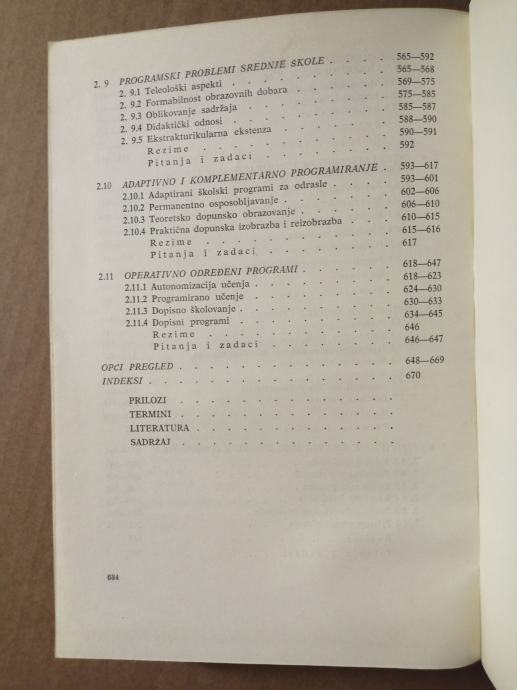 2. 9 PROGRAMSKI PROBLEMI SREDNJE ŠKOLE . . . . 565—592
2. 9.1 Teleološki aspekti . . . . . . . . . . 565—568
2. 9.2 Formabilnost obrazovnih dobara . . . . . . 569—575
2. 9.3 Oblikovanje sadržaja . . . . . . . . . 575—585
2. 9.4 Didaktički odnosi . . . . . . . . . . 585—587
2. 9.5 Ekstrakturikularna ekstenza . . . . . . . 588—590
Rezime . . . . . . . . . . . 590—591
Pitanja i zadaci . . . . . . . . 592
2.10 ADAPTIVNO I KOMPLEMENTARNO PROGRAMIRANJE . 593—617
2.10.1 Adaptirani školski programi za odrasle . . . . 593—601
2.10.2 Permanentno osposobljavanje . . . . . . . 602—606
2.10.3 Teoretsko dopunsko obrazovanje . . . . . . 606—610
2.10.4 Praktična dopunska izobrazba i reizobrazba . . . 610—615
Rezime . . . . . . . . . . . 615—616
Pitanja i zadaci . . . . . . . . 617
2.11 OPERATIVNO ODREĐENI PROGRAMI . . . . . . 618—647
2.11.1 Autonomizacija učenja . . . . . . . . . 618—623
2.11.2 Programirano učenje . . . . . . . . . 624—630
2.11.3 Dopisno školovanje . . . . . . . . . . 630—633
2.11.4 Dopisni programi . . . . . . . . . . 634—645
Rezime . . . . . . . . . . . 646
Pitanja i zadaci . . . . . . . . 646—647
OPCI PREGLED . . . . . . . . . . . . . . 648—669
INDEKSI . . . . . . . . . . . . . . . . 670
PRILOZI . . . . . . . . . . . . . .
TERMINI . . . . . . . . . . . . . .
LITERATURA . . . . . . . . . . . . .
SADRŽAJ . . . . . . . . . . . . . .
684